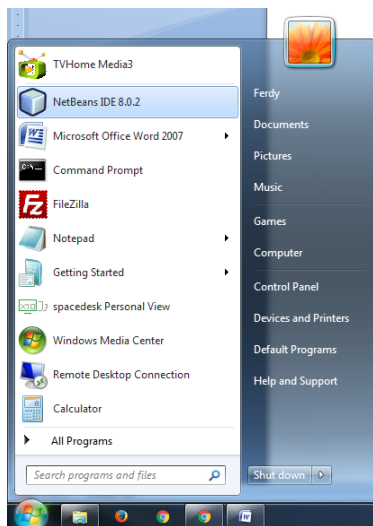 TVHome Media3
NetBeans IDE 8.0.2
Microsoft Office Word 2007
Command Prompt
FileZilla
Notepad
Getting Started
spacedesk Personal View
Windows Media Center
Remote Desktop Connection
Calculator
All Programs
Search programs and files
Ferdy
Documents
Pictures
Music
Games
Computer
Control Panel
Devices and Printers
Default Programs
Help and Support
Shut down